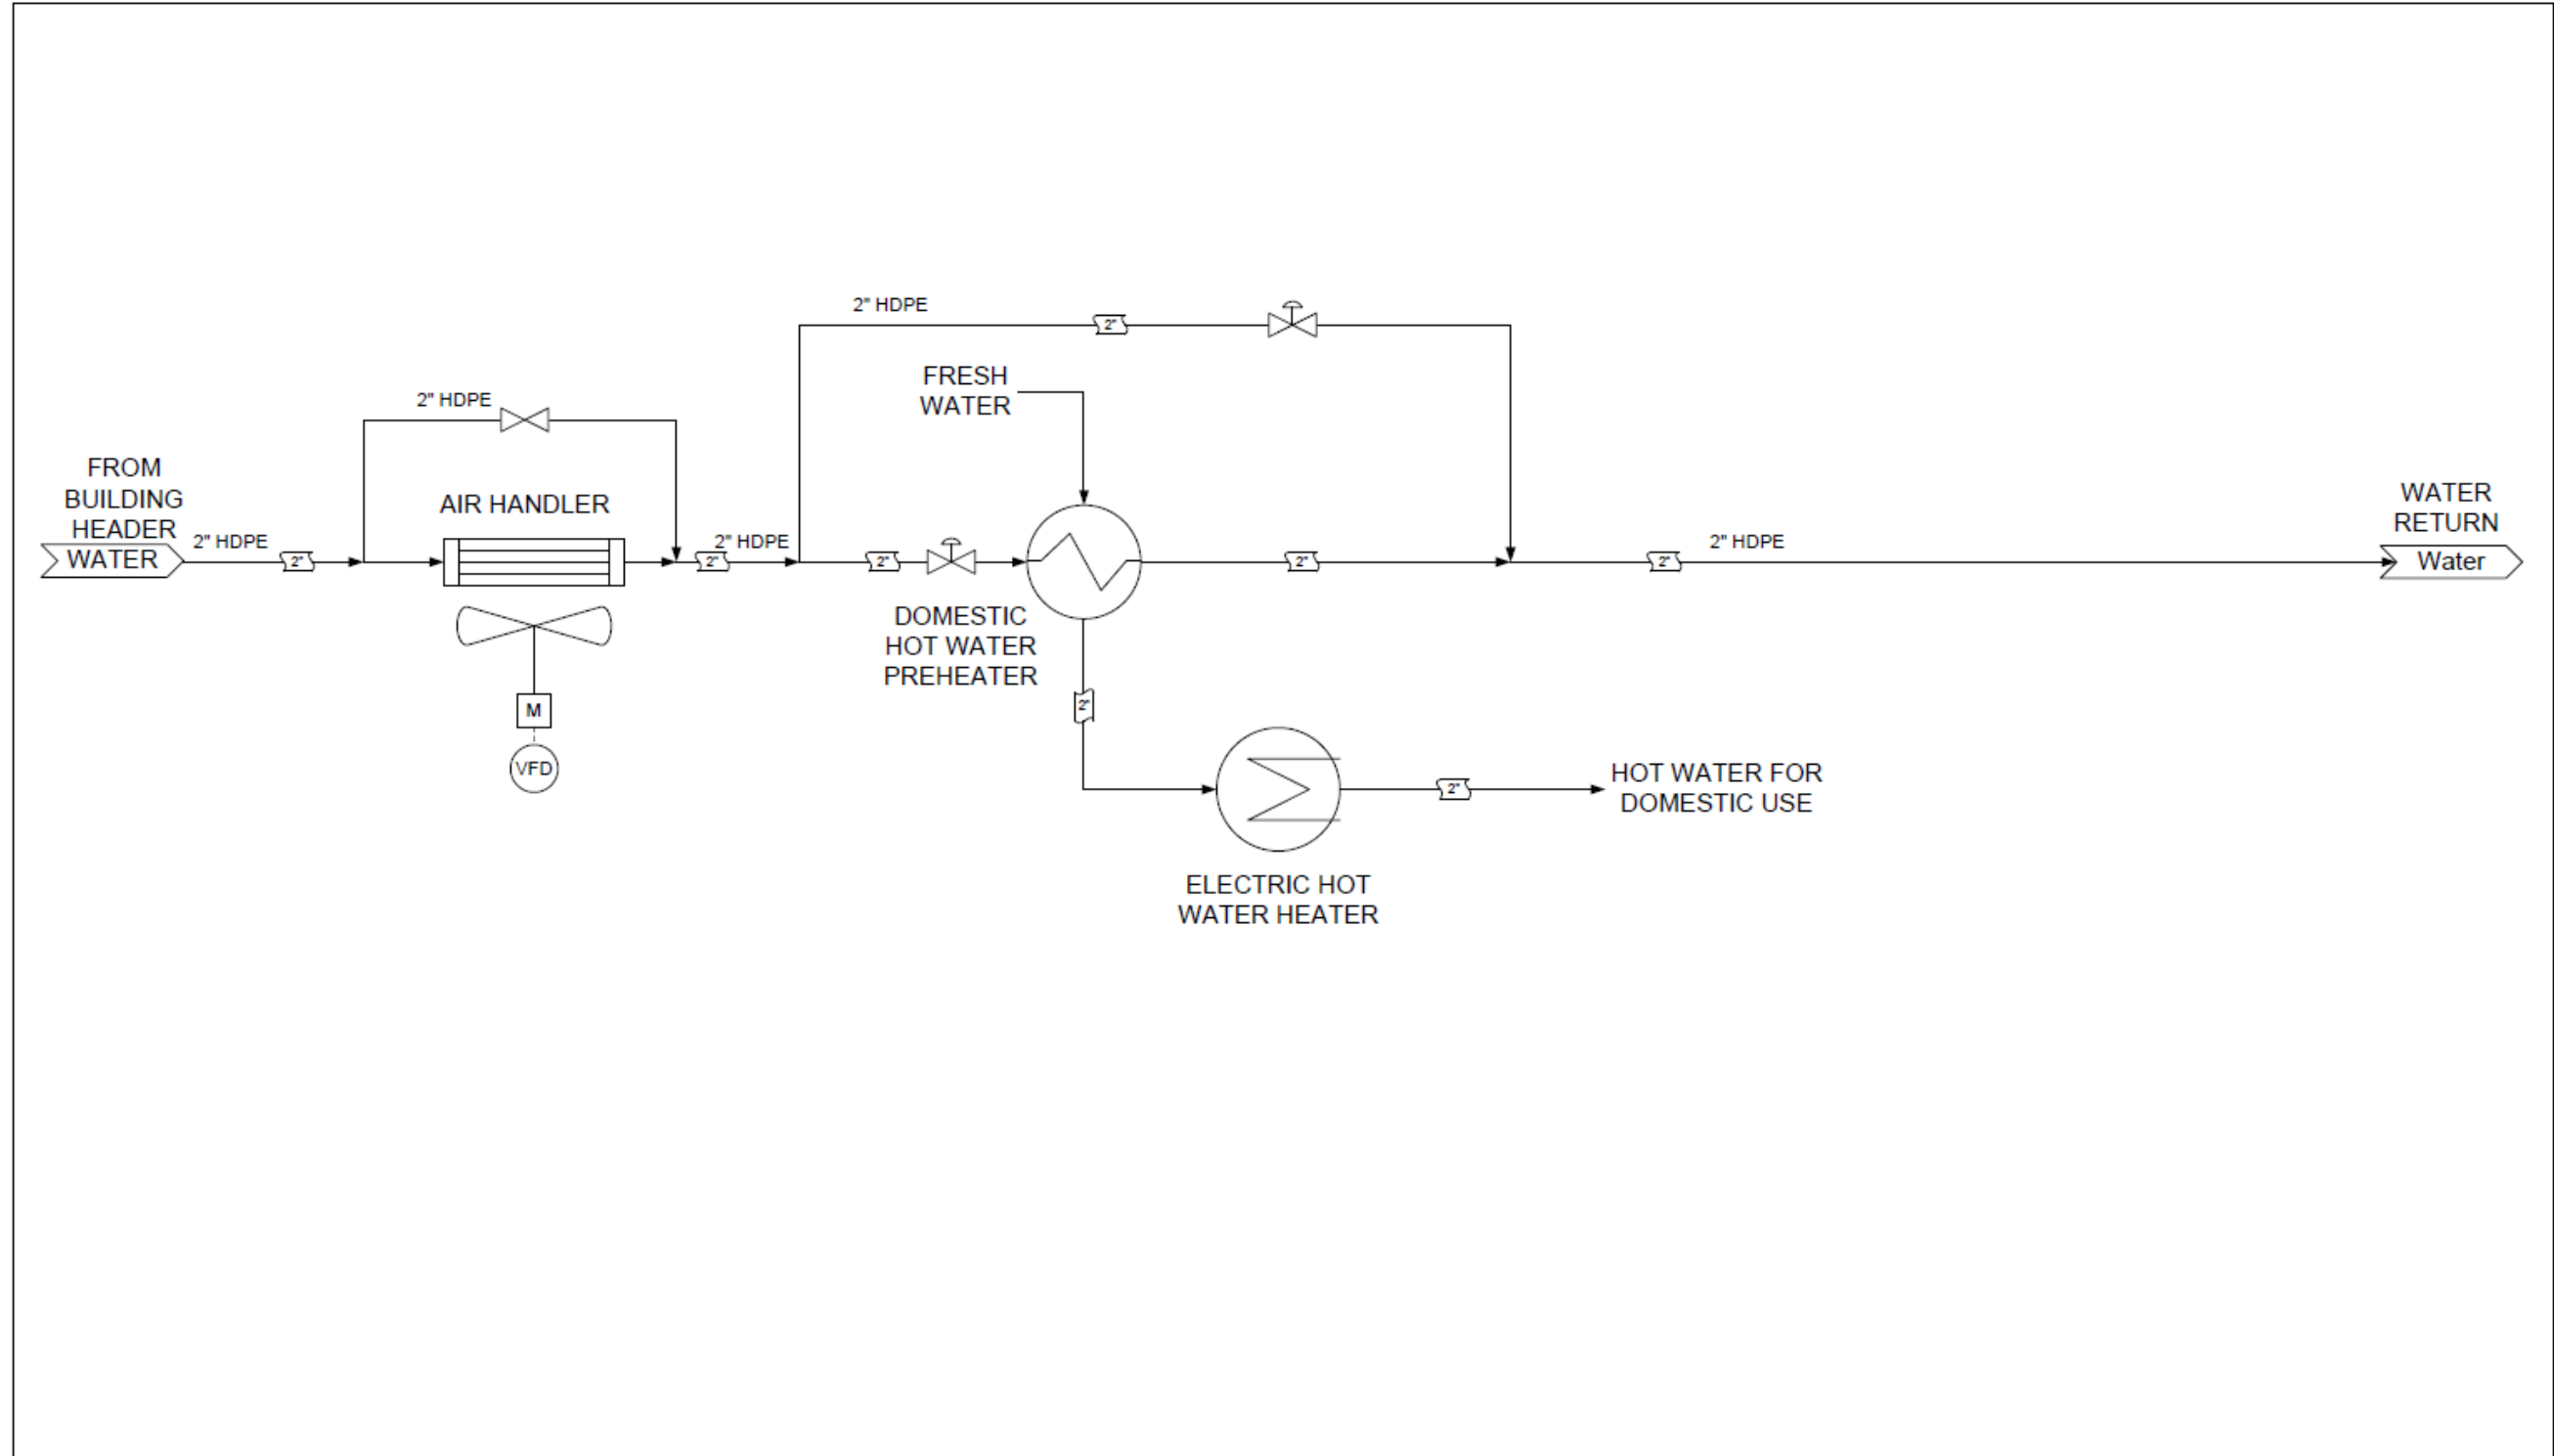 2" HDPE
2"
FRESH
WATER
2" HDPE
FROM
BUILDING
HEADER
WATER
2" HDPE
2"
AIR HANDLER
2"
2" HDPE
2"
2"
2"
2" HDPE
WATER
RETURN
Water
DOMESTIC
HOT WATER
PREHEATER
M
VFD
2"
2"
HOT WATER FOR
DOMESTIC USE
ELECTRIC HOT
WATER HEATER